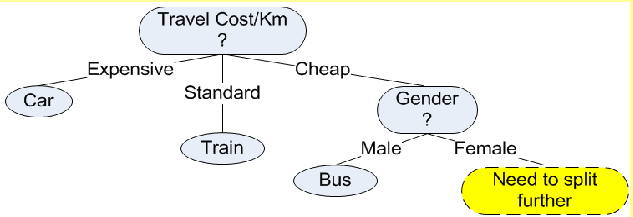 Travel Cost/Km
?
Expensive
Cheap
Standard
Car
Gender
?
Train
Male
Female
Bus
Need to split
further